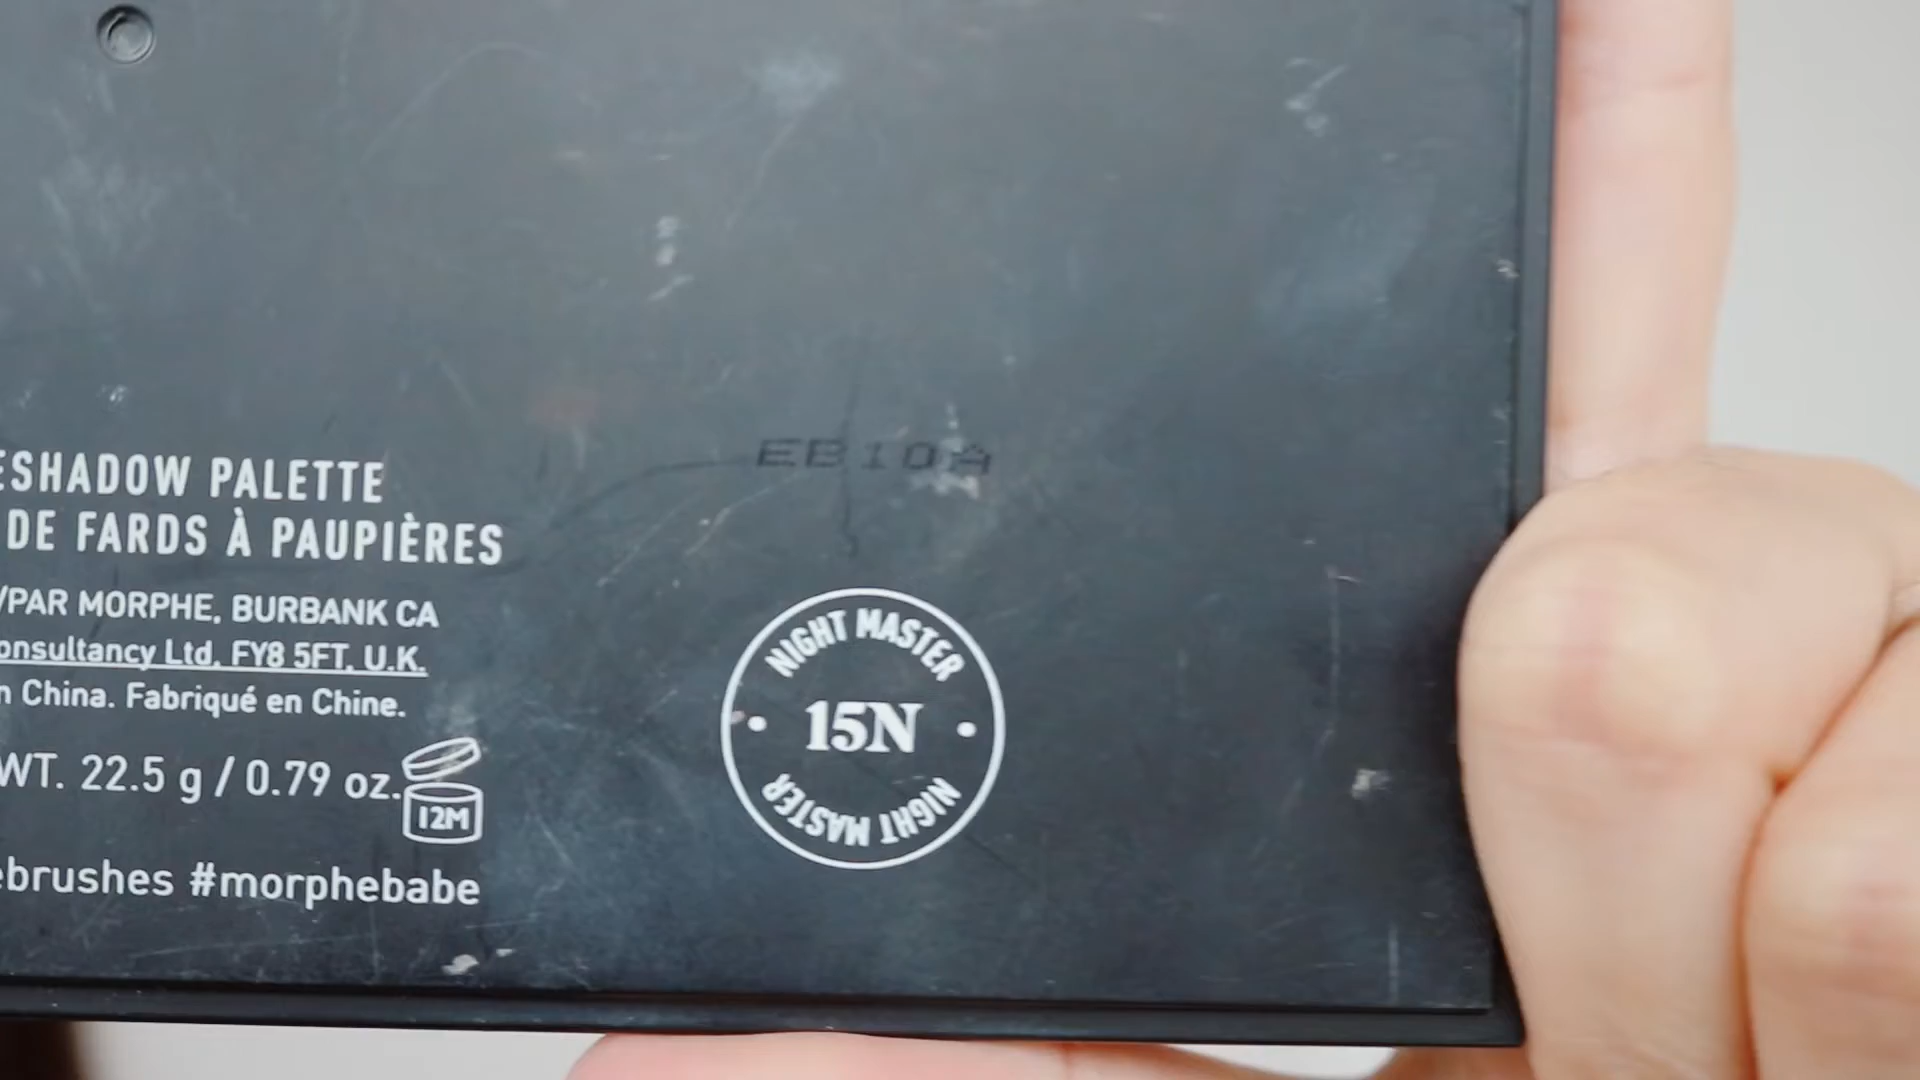 EB10A
ESHADOW PALETTE
DE FARDS À PAUPIÈRES
/PAR MORPHE, BURBANK CA
onsultancy Ltd, FY8 5FT, U.K.
n China. Fabriqué en Chine.
WT. 22.5 g / 0.79 oz.
12M
ebrushes #morphebabe
NIGHT MASTER
15N
NIGHT MASTER